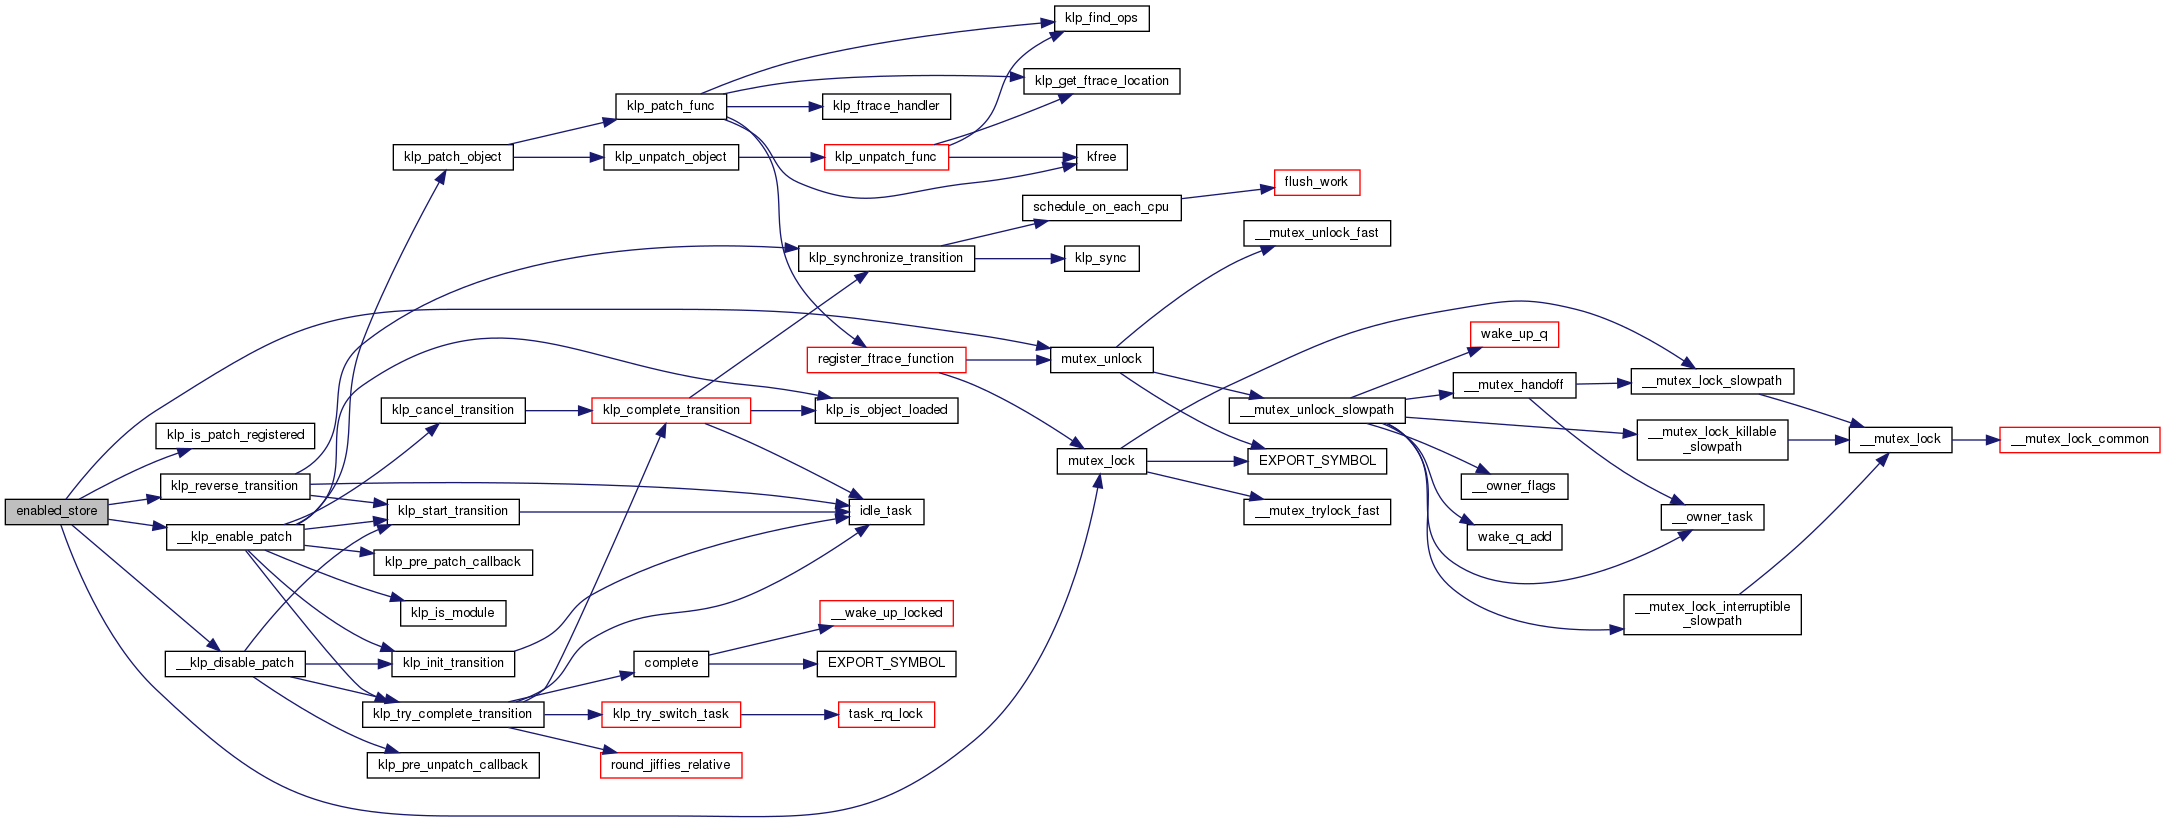 klp_find_ops
klp_get_ftrace_location
klp_patch_func
klp_ftrace_handler
klp_patch_object
klp_unpatch_object
klp_unpatch_func
kfree
flush_work
schedule_on_each_cpu
__mutex_unlock_fast
klp_synchronize_transition
klp_sync
wake_up_q
register_ftrace_function
mutex_unlock
__mutex_handoff
__mutex_lock_slowpath
klp_cancel_transition
klp_complete_transition
klp_is_object_loaded
__mutex_unlock_slowpath
klp_is_patch_registered
__mutex_lock_killable
_slowpath
__mutex_lock
__mutex_lock_common
mutex_lock
EXPORT_SYMBOL
klp_reverse_transition
__owner_flags
enabled_store
klp_start_transition
idle_task
__mutex_trylock_fast
__owner_task
__klp_enable_patch
wake_q_add
klp_pre_patch_callback
klp_is_module
__wake_up_locked
__mutex_lock_interruptible
_slowpath
__klp_disable_patch
klp_init_transition
complete
EXPORT_SYMBOL
klp_try_complete_transition
klp_try_switch_task
task_rq_lock
klp_pre_unpatch_callback
round_jiffies_relative